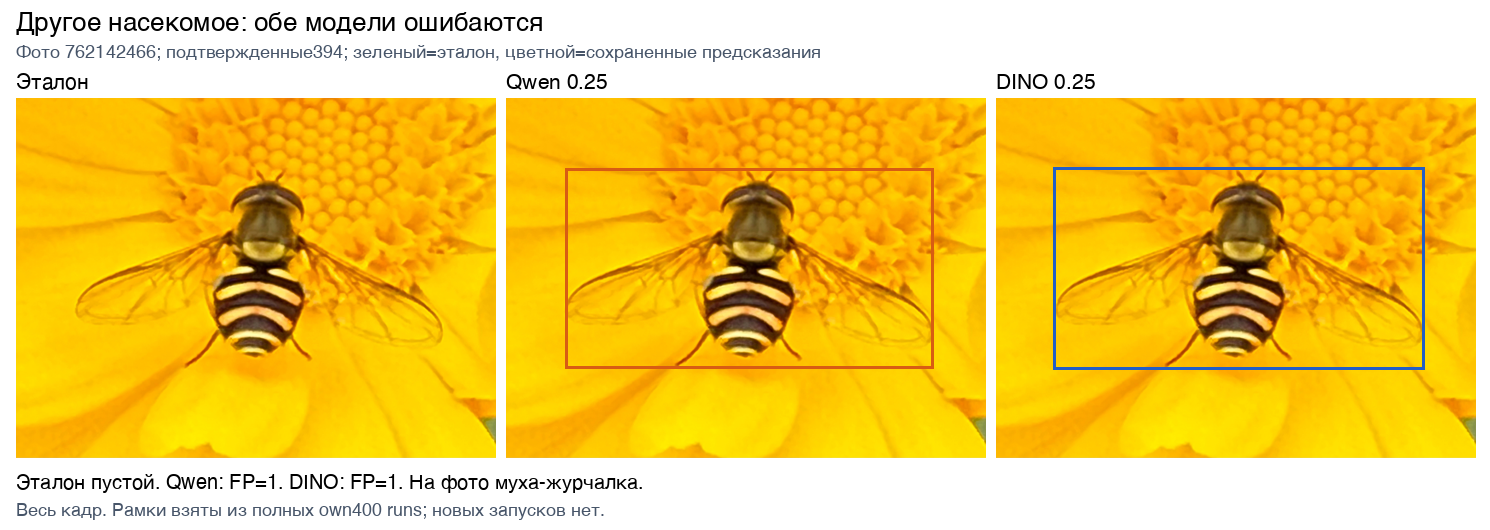 Другое насекомое: обе модели ошибаются
Фото 762142466; подтвержденные394; зеленый=эталон, цветной=сохраненные предсказания
Эталон
Qwen 0.25
DINO 0.25
Эталон пустой. Qwen: FP=1. DINO: FP=1. На фото муха-журчалка.
Весь кадр. Рамки взяты из полных own400 runs; новых запусков нет.